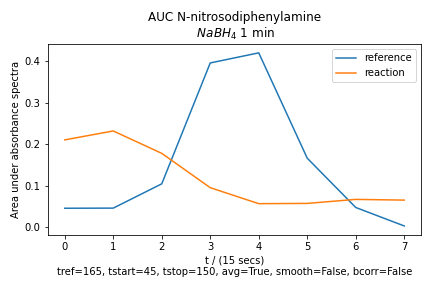 AUC N-nitrosodiphenylamine
NaBH₄ 1 min
reference
reaction
Area under absorbance spectra
0.4
0.3
0.2
0.1
0.0
0 1 2 3 4 5 6 7
t / (15 secs)
tref=165, tstart=45, tstop=150, avg=True, smooth=False, bcorr=False